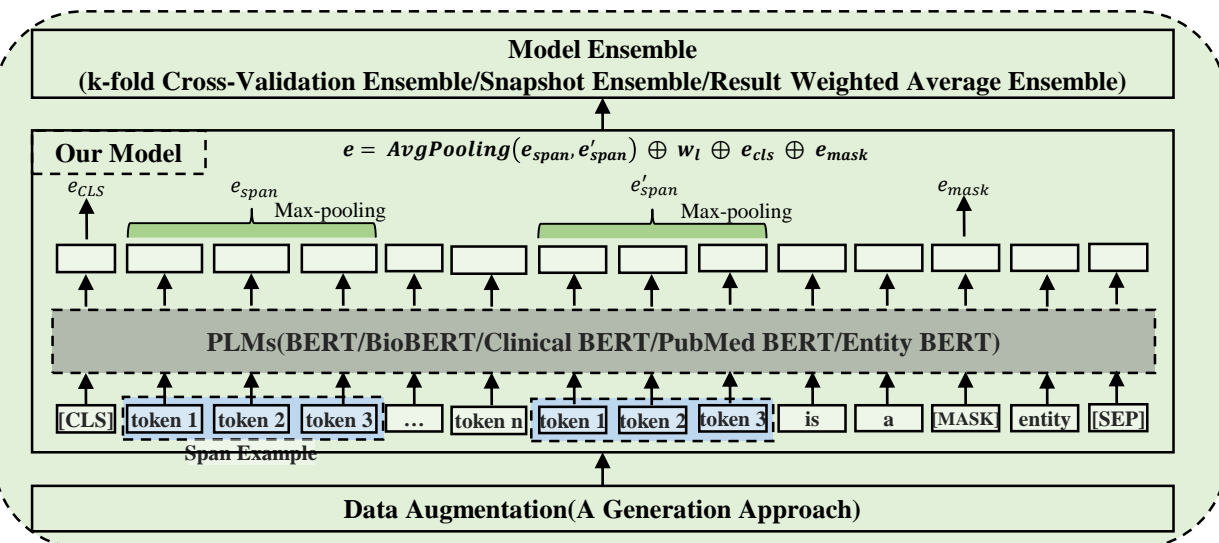 Model Ensemble
(k-fold Cross-Validation Ensemble/Snapshot Ensemble/Result Weighted Average Ensemble)
Our Model
e = AvgPooling(e_span, e'_span) ⊕ w_l ⊕ e_cls ⊕ e_mask
e_CLS e_span e'_span e_mask
Max-pooling Max-pooling
PLMs(BERT/BioBERT/Clinical BERT/PubMed BERT/Entity BERT)
[CLS] token 1 token 2 token 3 … token n token 1 token 2 token 3 is a [MASK] entity [SEP]
Span Example
Data Augmentation(A Generation Approach)